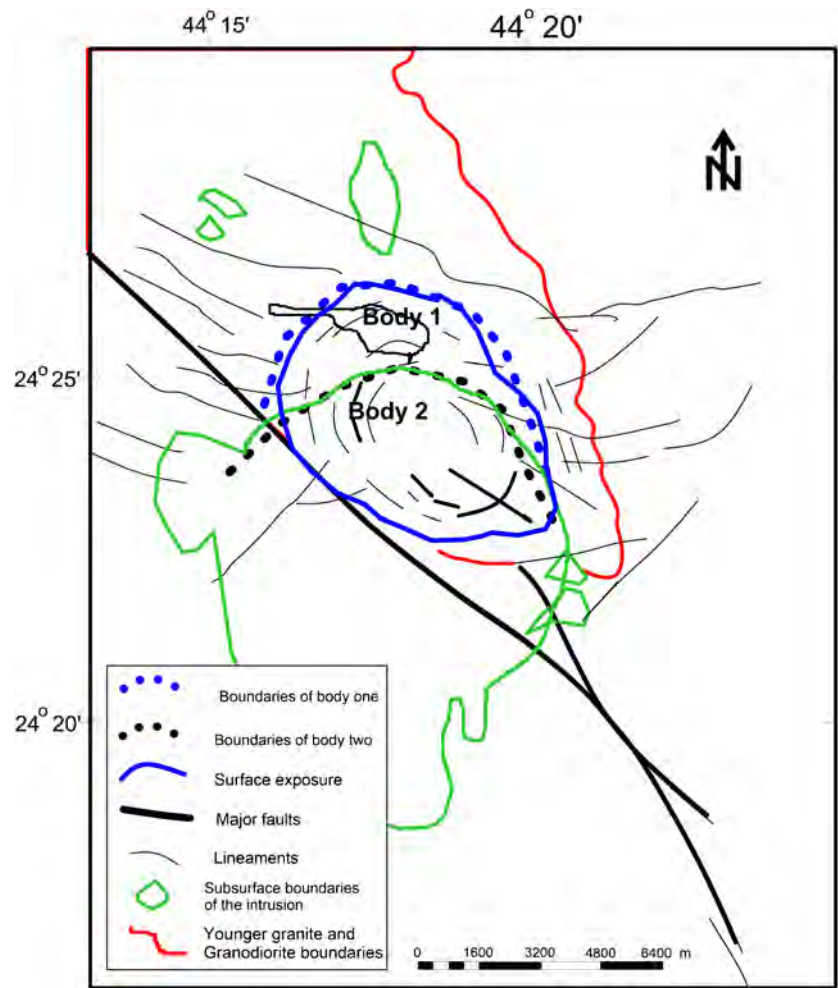 44° 15'
44° 20'
N
Body 1
24° 25'
Body 2
24° 20'
Boundaries of body one
Boundaries of body two
Surface exposure
Major faults
Lineaments
Subsurface boundaries
of the intrusion
Younger granite and
Granodiorite boundaries
0 1600 3200 4800 6400 m